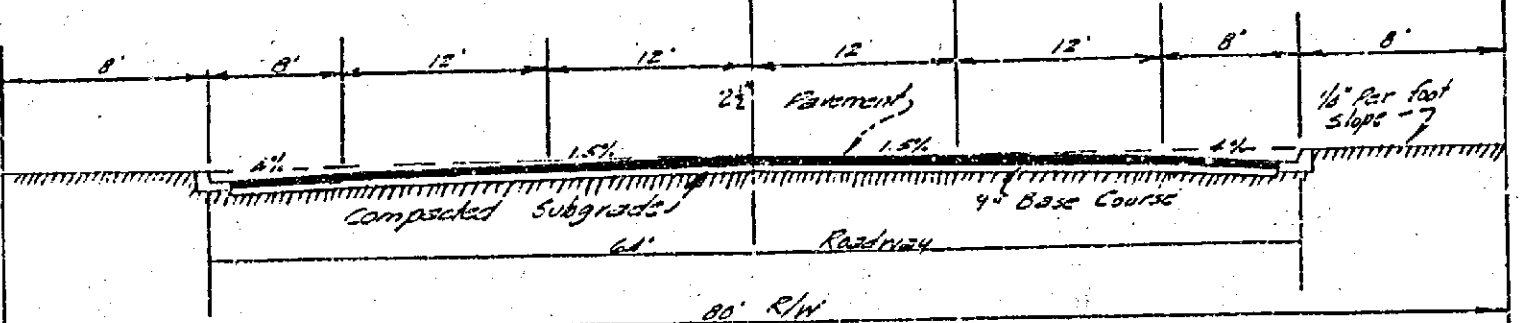 8' 8' 12' 12' 12' 12' 8' 8'
2½" Pavement
1/4" Per foot
slope
4% 1.5% 1.5% 4%
Compacted Subgrade
9" Base Course
64' Roadway
80' R/W